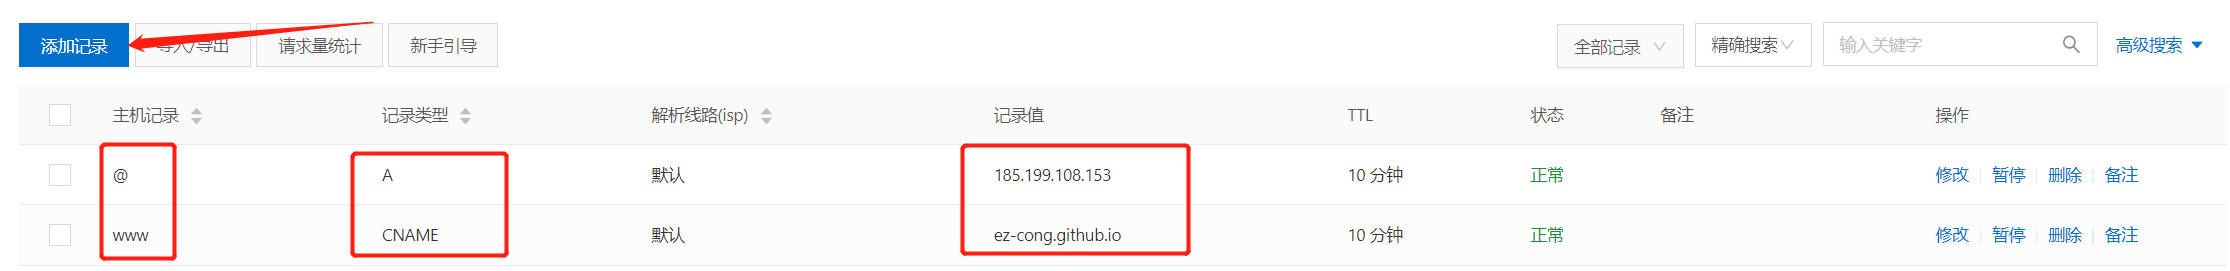 添加记录 导入/导出 请求量统计 新手引导 全部记录 精确搜索 输入关键字 高级搜索
主机记录 记录类型 解析线路(isp) 记录值 TTL 状态 备注 操作
@ A 默认 185.199.108.153 10 分钟 正常 修改 暂停 删除 备注
www CNAME 默认 ez-cong.github.io 10 分钟 正常 修改 暂停 删除 备注